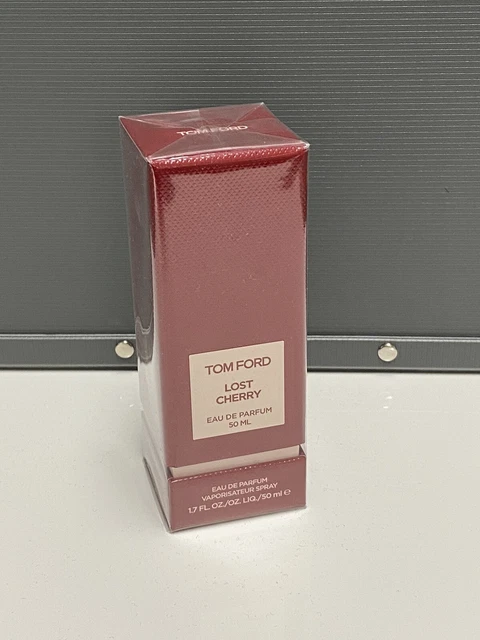 TOM FORD
TOM FORD
LOST
CHERRY
EAU DE PARFUM
50 ML
EAU DE PARFUM
VAPORISATEUR SPRAY
1.7 FL. OZ./OZ. LIQ./50 ml ℮